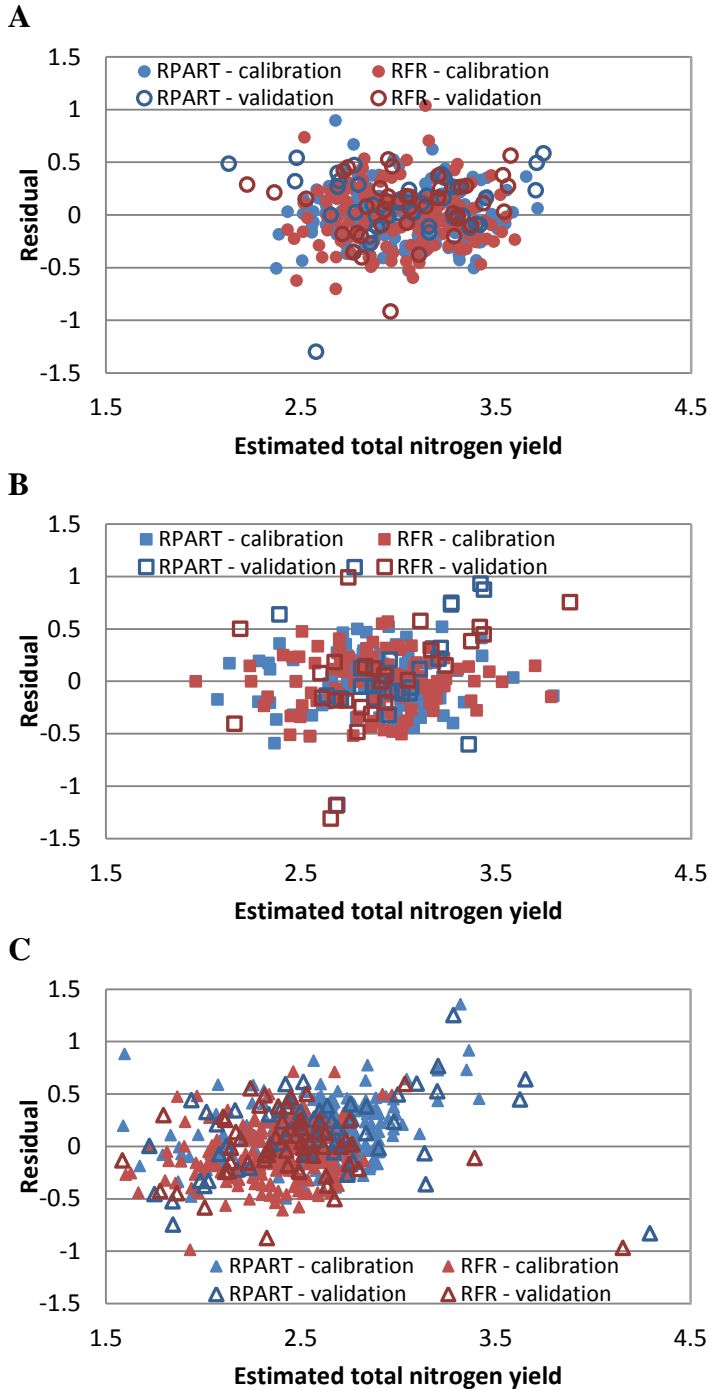 A
1.5
RPART - calibration RFR - calibration
RPART - validation RFR - validation
1
0.5
0
-0.5
-1
-1.5
Residual
1.5 2.5 3.5 4.5
Estimated total nitrogen yield
B
1.5
RPART - calibration RFR - calibration
RPART - validation RFR - validation
1
0.5
0
-0.5
-1
-1.5
Residual
1.5 2.5 3.5 4.5
Estimated total nitrogen yield
C
1.5
1
0.5
0
-0.5
-1
-1.5
Residual
RPART - calibration RFR - calibration
RPART - validation RFR - validation
1.5 2.5 3.5 4.5
Estimated total nitrogen yield